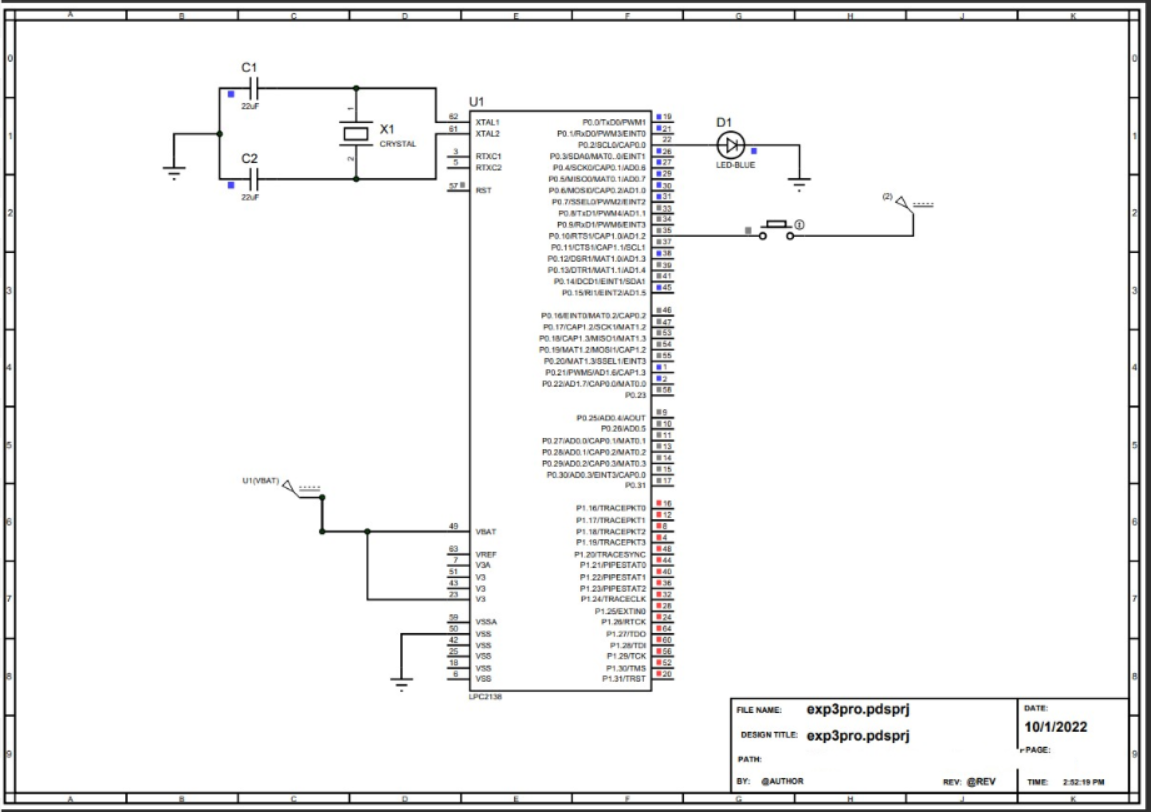 A B C D E F G H J K
0 0
1 1
2 2
3 3
4 4
5 5
6 6
7 7
8 8
9 9
C1
22uF
C2
22uF
X1
CRYSTAL
1
2
U1
62 XTAL1
61 XTAL2
3 RTXC1
5 RTXC2
57 RST
49 VBAT
63 VREF
7 V3A
51 V3
43 V3
23 V3
59 VSSA
50 VSS
42 VSS
25 VSS
18 VSS
6 VSS
P0.0/TxD0/PWM1 19
P0.1/RxD0/PWM3/EINT0 21
P0.2/SCL0/CAP0.0 22
P0.3/SDA0/MAT0..0/EINT1 26
P0.4/SCK0/CAP0.1/AD0.6 27
P0.5/MISO0/MAT0.1/AD0.7 29
P0.6/MOSI0/CAP0.2/AD1.0 30
P0.7/SSEL0/PWM2/EINT2 31
P0.8/TxD1/PWM4/AD1.1 33
P0.9/RxD1/PWM6/EINT3 34
P0.10/RTS1/CAP1.0/AD1.2 35
P0.11/CTS1/CAP1.1/SCL1 37
P0.12/DSR1/MAT1.0/AD1.3 38
P0.13/DTR1/MAT1.1/AD1.4 39
P0.14/DCD1/EINT1/SDA1 41
P0.15/RI1/EINT2/AD1.5 45
P0.16/EINT0/MAT0.2/CAP0.2 46
P0.17/CAP1.2/SCK1/MAT1.2 47
P0.18/CAP1.3/MISO1/MAT1.3 53
P0.19/MAT1.2/MOSI1/CAP1.2 54
P0.20/MAT1.3/SSEL1/EINT3 55
P0.21/PWM5/AD1.6/CAP1.3 1
P0.22/AD1.7/CAP0.0/MAT0.0 2
P0.23 58
P0.25/AD0.4/AOUT 9
P0.26/AD0.5 10
P0.27/AD0.0/CAP0.1/MAT0.1 11
P0.28/AD0.1/CAP0.2/MAT0.2 13
P0.29/AD0.2/CAP0.3/MAT0.3 14
P0.30/AD0.3/EINT3/CAP0.0 15
P0.31 17
P1.16/TRACEPKT0 16
P1.17/TRACEPKT1 12
P1.18/TRACEPKT2 8
P1.19/TRACEPKT3 4
P1.20/TRACESYNC 48
P1.21/PIPESTAT0 44
P1.22/PIPESTAT1 40
P1.23/PIPESTAT2 36
P1.24/TRACECLK 32
P1.25/EXTIN0 28
P1.26/RTCK 24
P1.27/TDO 64
P1.28/TDI 60
P1.29/TCK 56
P1.30/TMS 52
P1.31/TRST 20
LPC2138
D1
LED-BLUE
(2)
U1(VBAT)
FILE NAME: exp3pro.pdsprj
DESIGN TITLE: exp3pro.pdsprj
PATH:
BY: @AUTHOR REV: @REV
DATE:
10/1/2022
PAGE:
TIME: 2:52:19 PM
A B C D E F G H J K